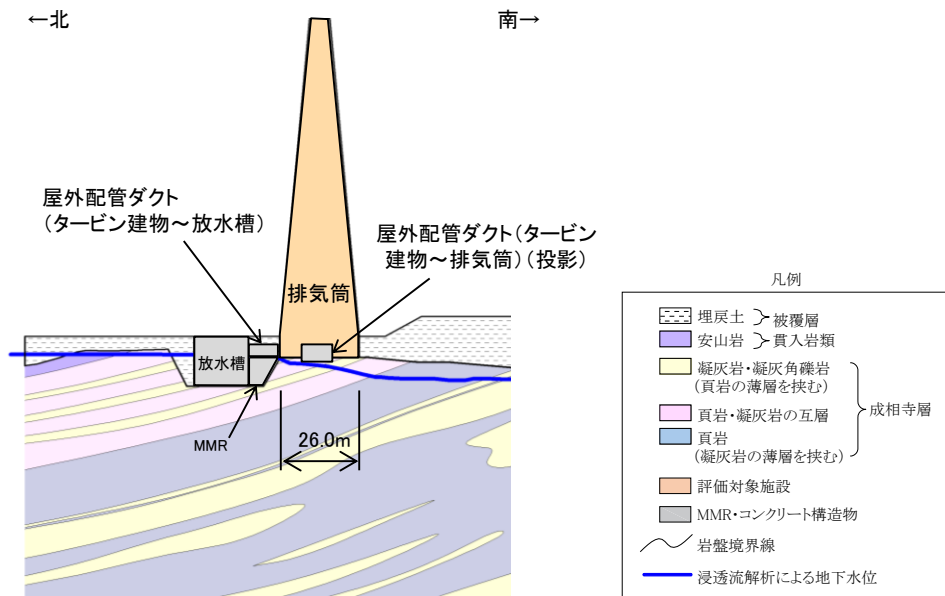 ←北
南→
屋外配管ダクト
（タービン建物～放水槽）
屋外配管ダクト（タービン
建物～排気筒）（投影）
排気筒
放水槽
MMR
26.0m
凡例
埋戻土
被覆層
安山岩
貫入岩類
凝灰岩・凝灰角礫岩
(頁岩の薄層を挟む)
頁岩・凝灰岩の互層
頁岩
(凝灰岩の薄層を挟む)
成相寺層
評価対象施設
MMR・コンクリート構造物
岩盤境界線
浸透流解析による地下水位